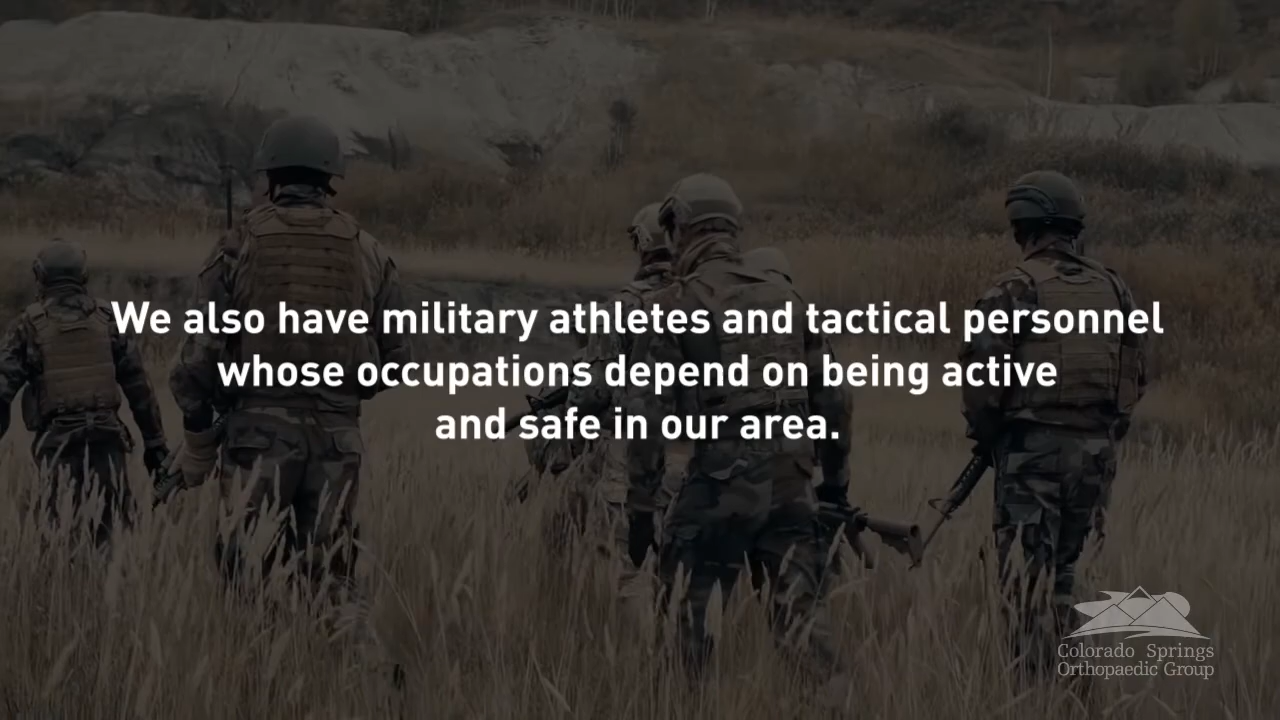 We also have military athletes and tactical personnel
whose occupations depend on being active
and safe in our area.
Colorado Springs
Orthopaedic Group